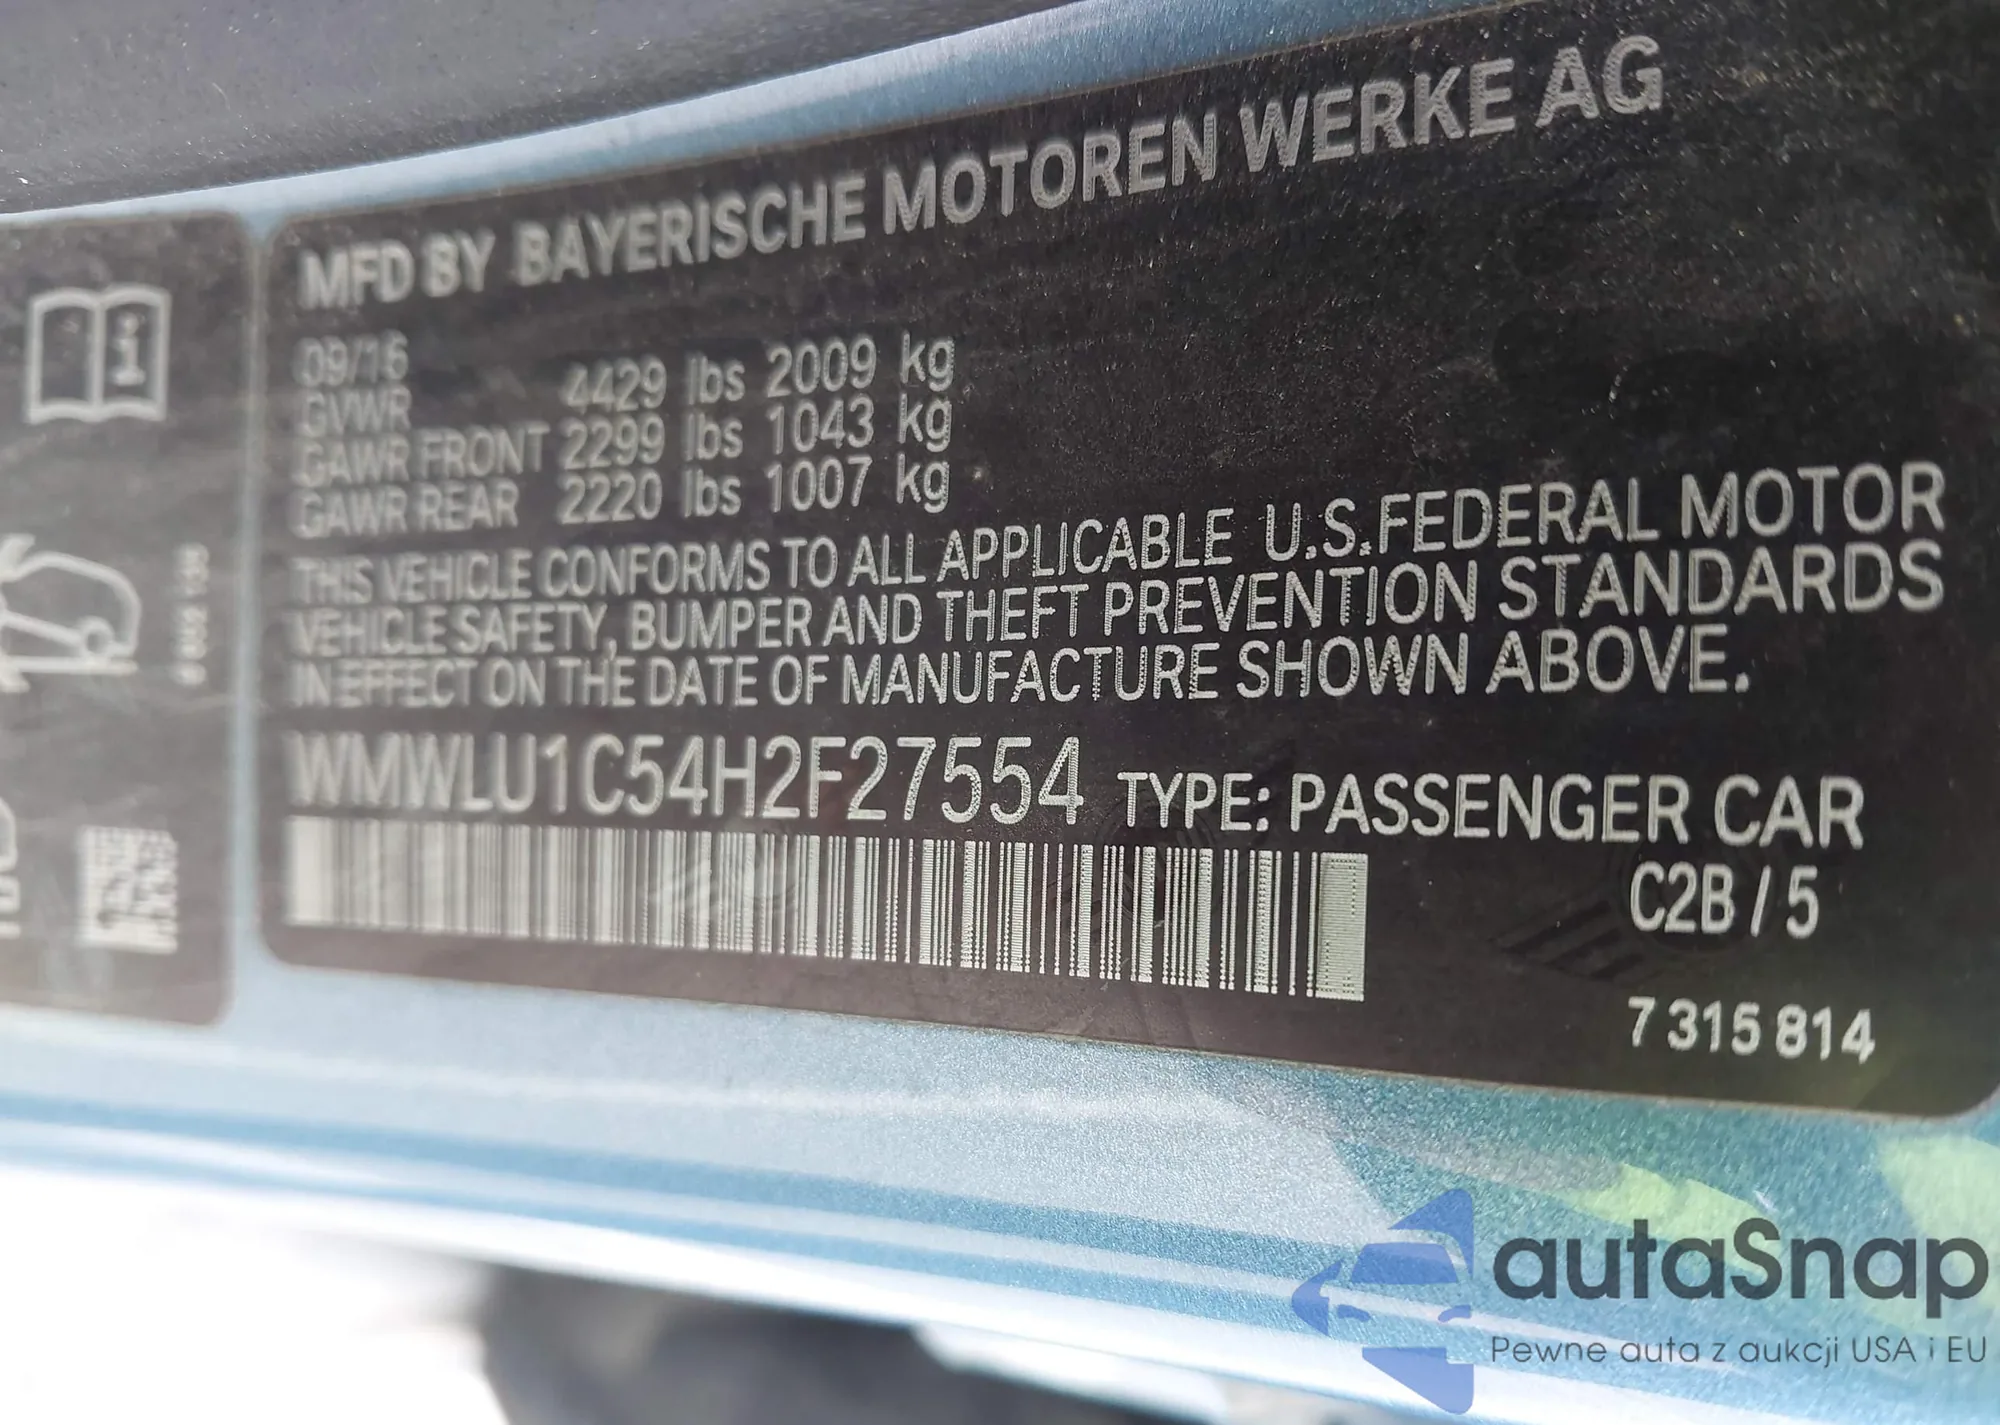 MFD BY BAYERISCHE MOTOREN WERKE AG
09/16
GVWR 4429 lbs 2009 kg
GAWR FRONT 2299 lbs 1043 kg
GAWR REAR 2220 lbs 1007 kg
THIS VEHICLE CONFORMS TO ALL APPLICABLE U.S.FEDERAL MOTOR
VEHICLE SAFETY, BUMPER AND THEFT PREVENTION STANDARDS
IN EFFECT ON THE DATE OF MANUFACTURE SHOWN ABOVE.
WMWLU1C54H2F27554 TYPE: PASSENGER CAR
C2B / 5
7 315 814
autaSnap
Pewne auta z aukcji USA i EU